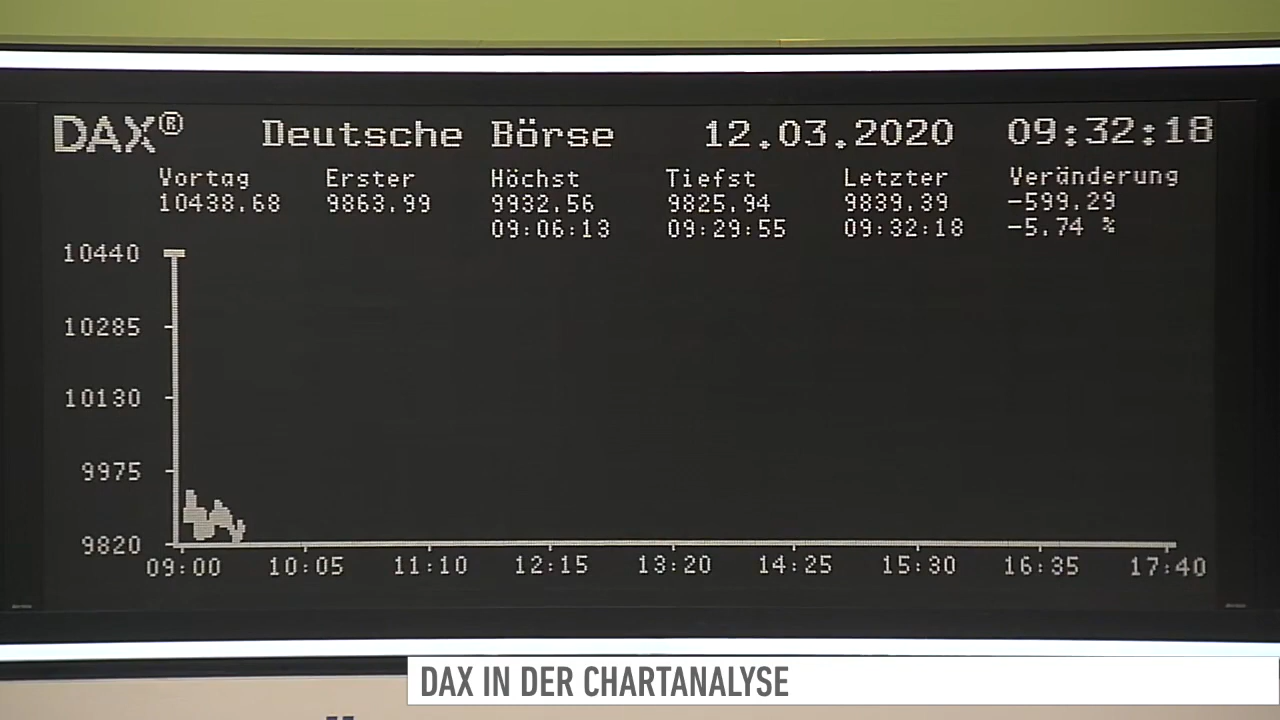 DAX® Deutsche Börse 12.03.2020 09:32:18
Vortag Erster Höchst Tiefst Letzter Veränderung
10438.68 9863.99 9932.56 9825.94 9839.39 -599.29
09:06:13 09:29:55 09:32:18 -5.74 %
10440
10285
10130
9975
9820
09:00 10:05 11:10 12:15 13:20 14:25 15:30 16:35 17:40
DAX IN DER CHARTANALYSE